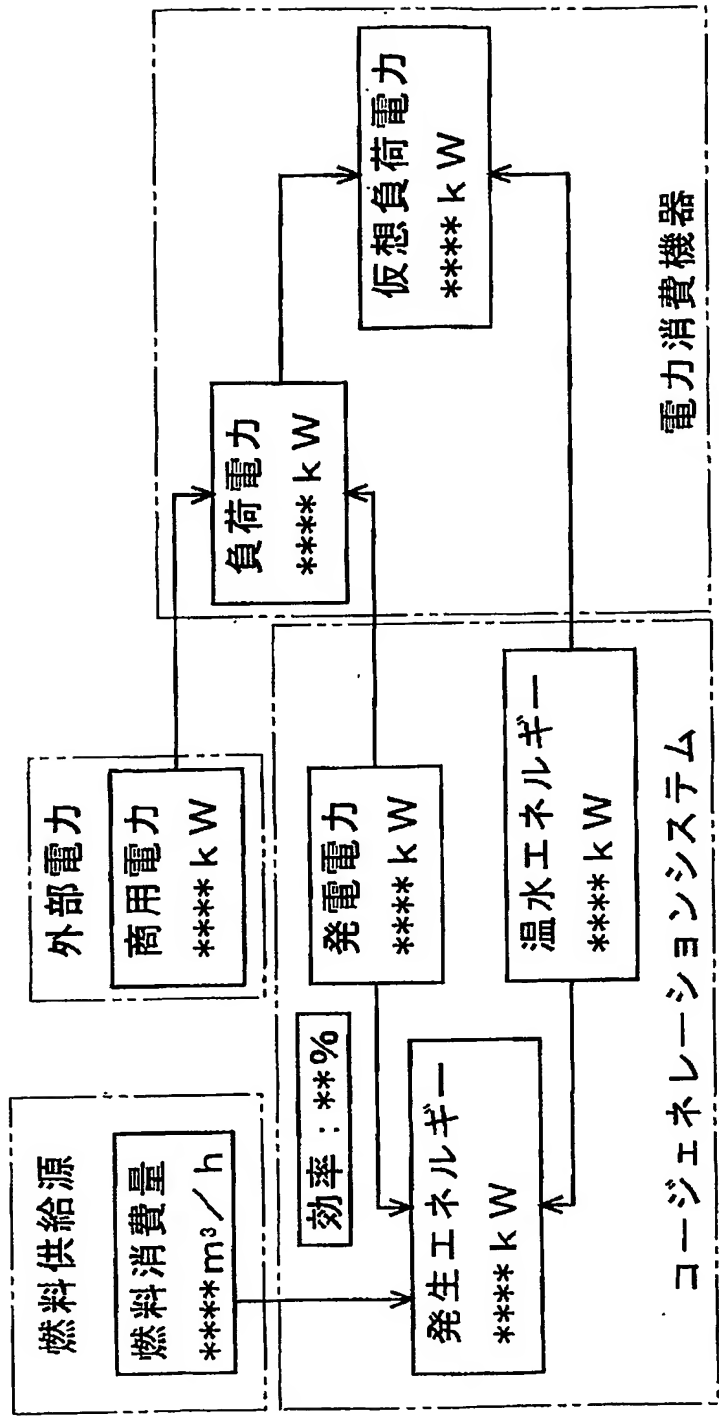 燃料供給源
燃料消費量
****m³／h
外部電力
商用電力
****kW
効率：**%
発生エネルギー
****kW
発電電力
****kW
温水エネルギー
****kW
コージェネレーションシステム
負荷電力
****kW
仮想負荷電力
****kW
電力消費機器